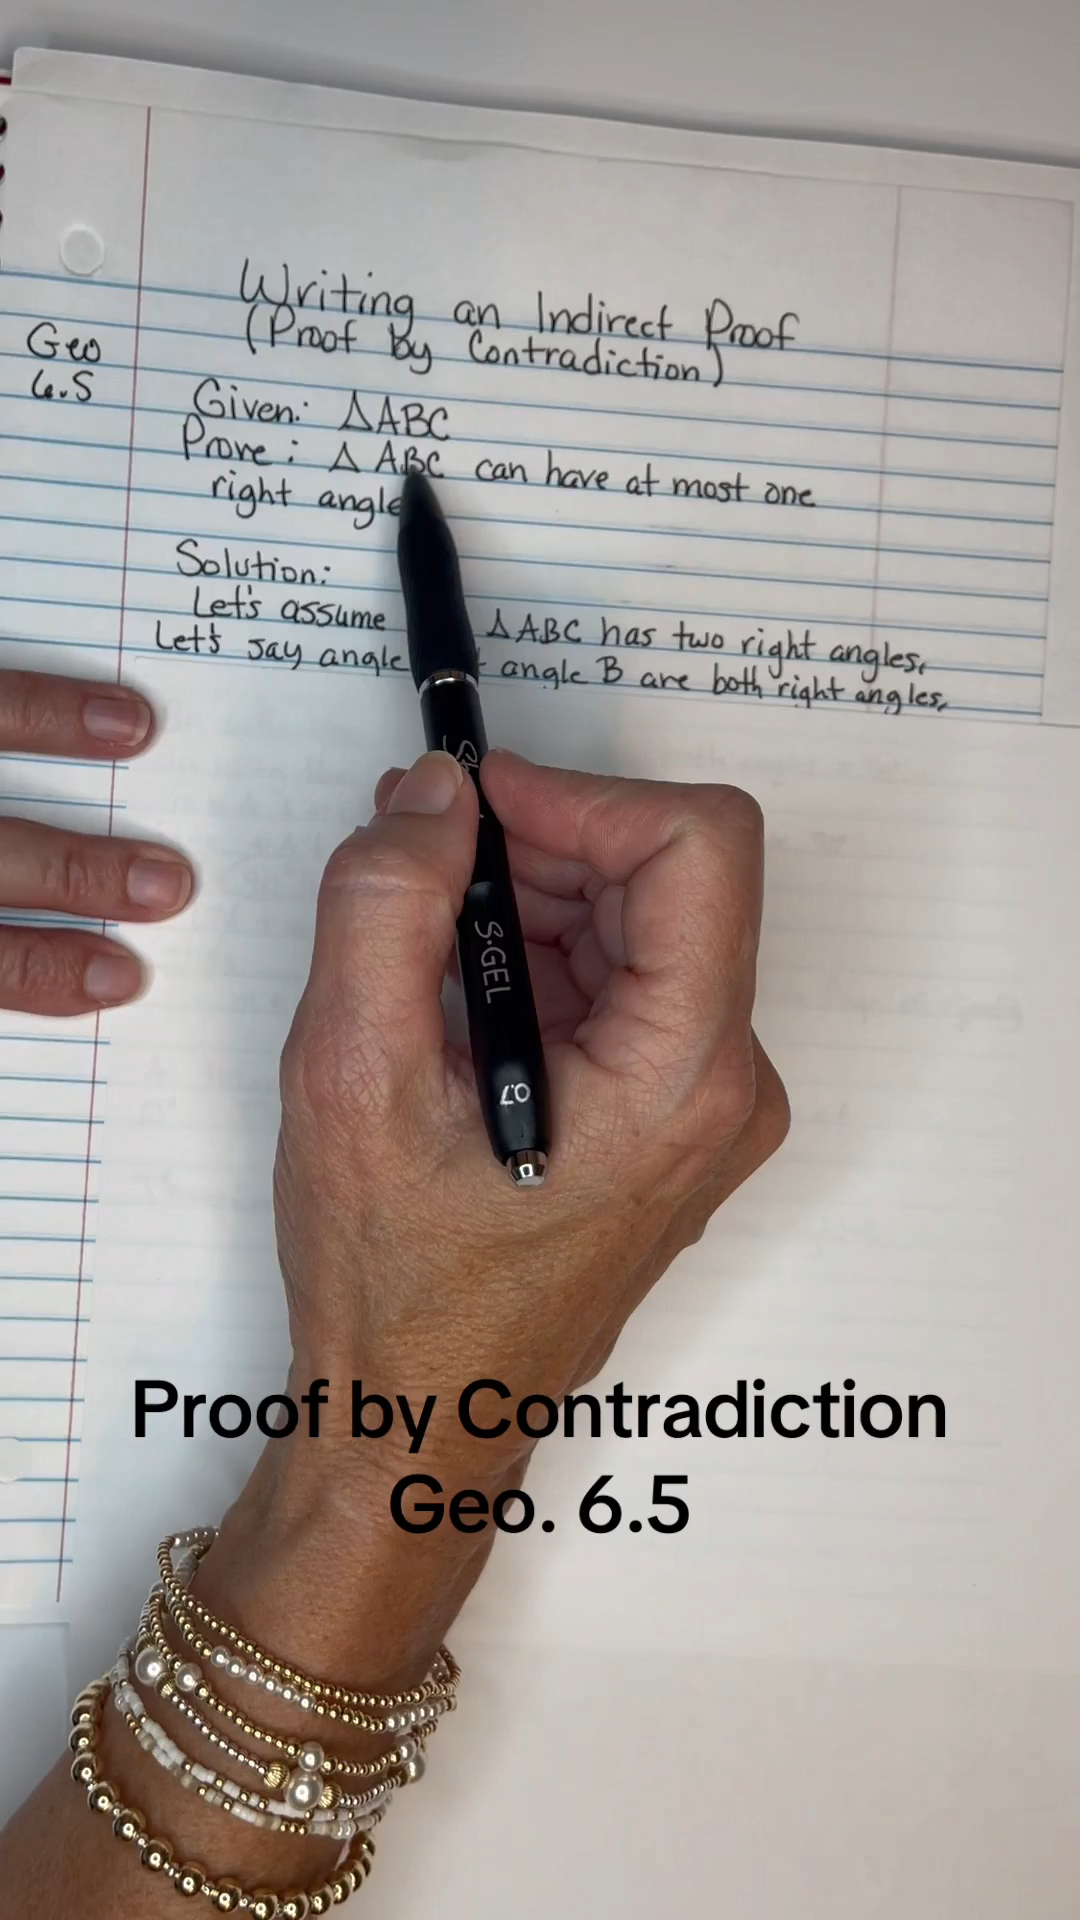 Writing an Indirect Proof
(Proof by Contradiction)
Geo
6.5
Given: △ABC
Prove: △ABC can have at most one
right angle
Solution:
Let's assume △ABC has two right angles.
Let's say angle angle B are both right angles.
S·GEL
0.7
Proof by Contradiction
Geo. 6.5